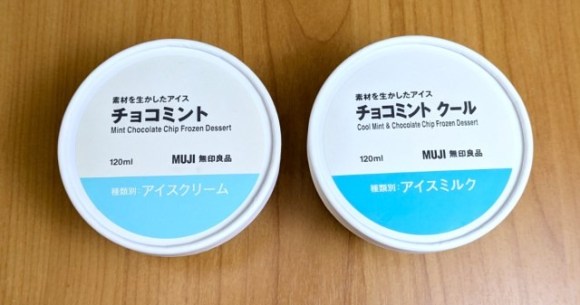 素材を生かしたアイス
チョコミント
Mint Chocolate Chip Frozen Dessert
120ml
MUJI 無印良品
種類別:アイスクリーム
素材を生かしたアイス
チョコミント クール
Cool Mint & Chocolate Chip Frozen Dessert
120ml
MUJI 無印良品
種類別:アイスミルク